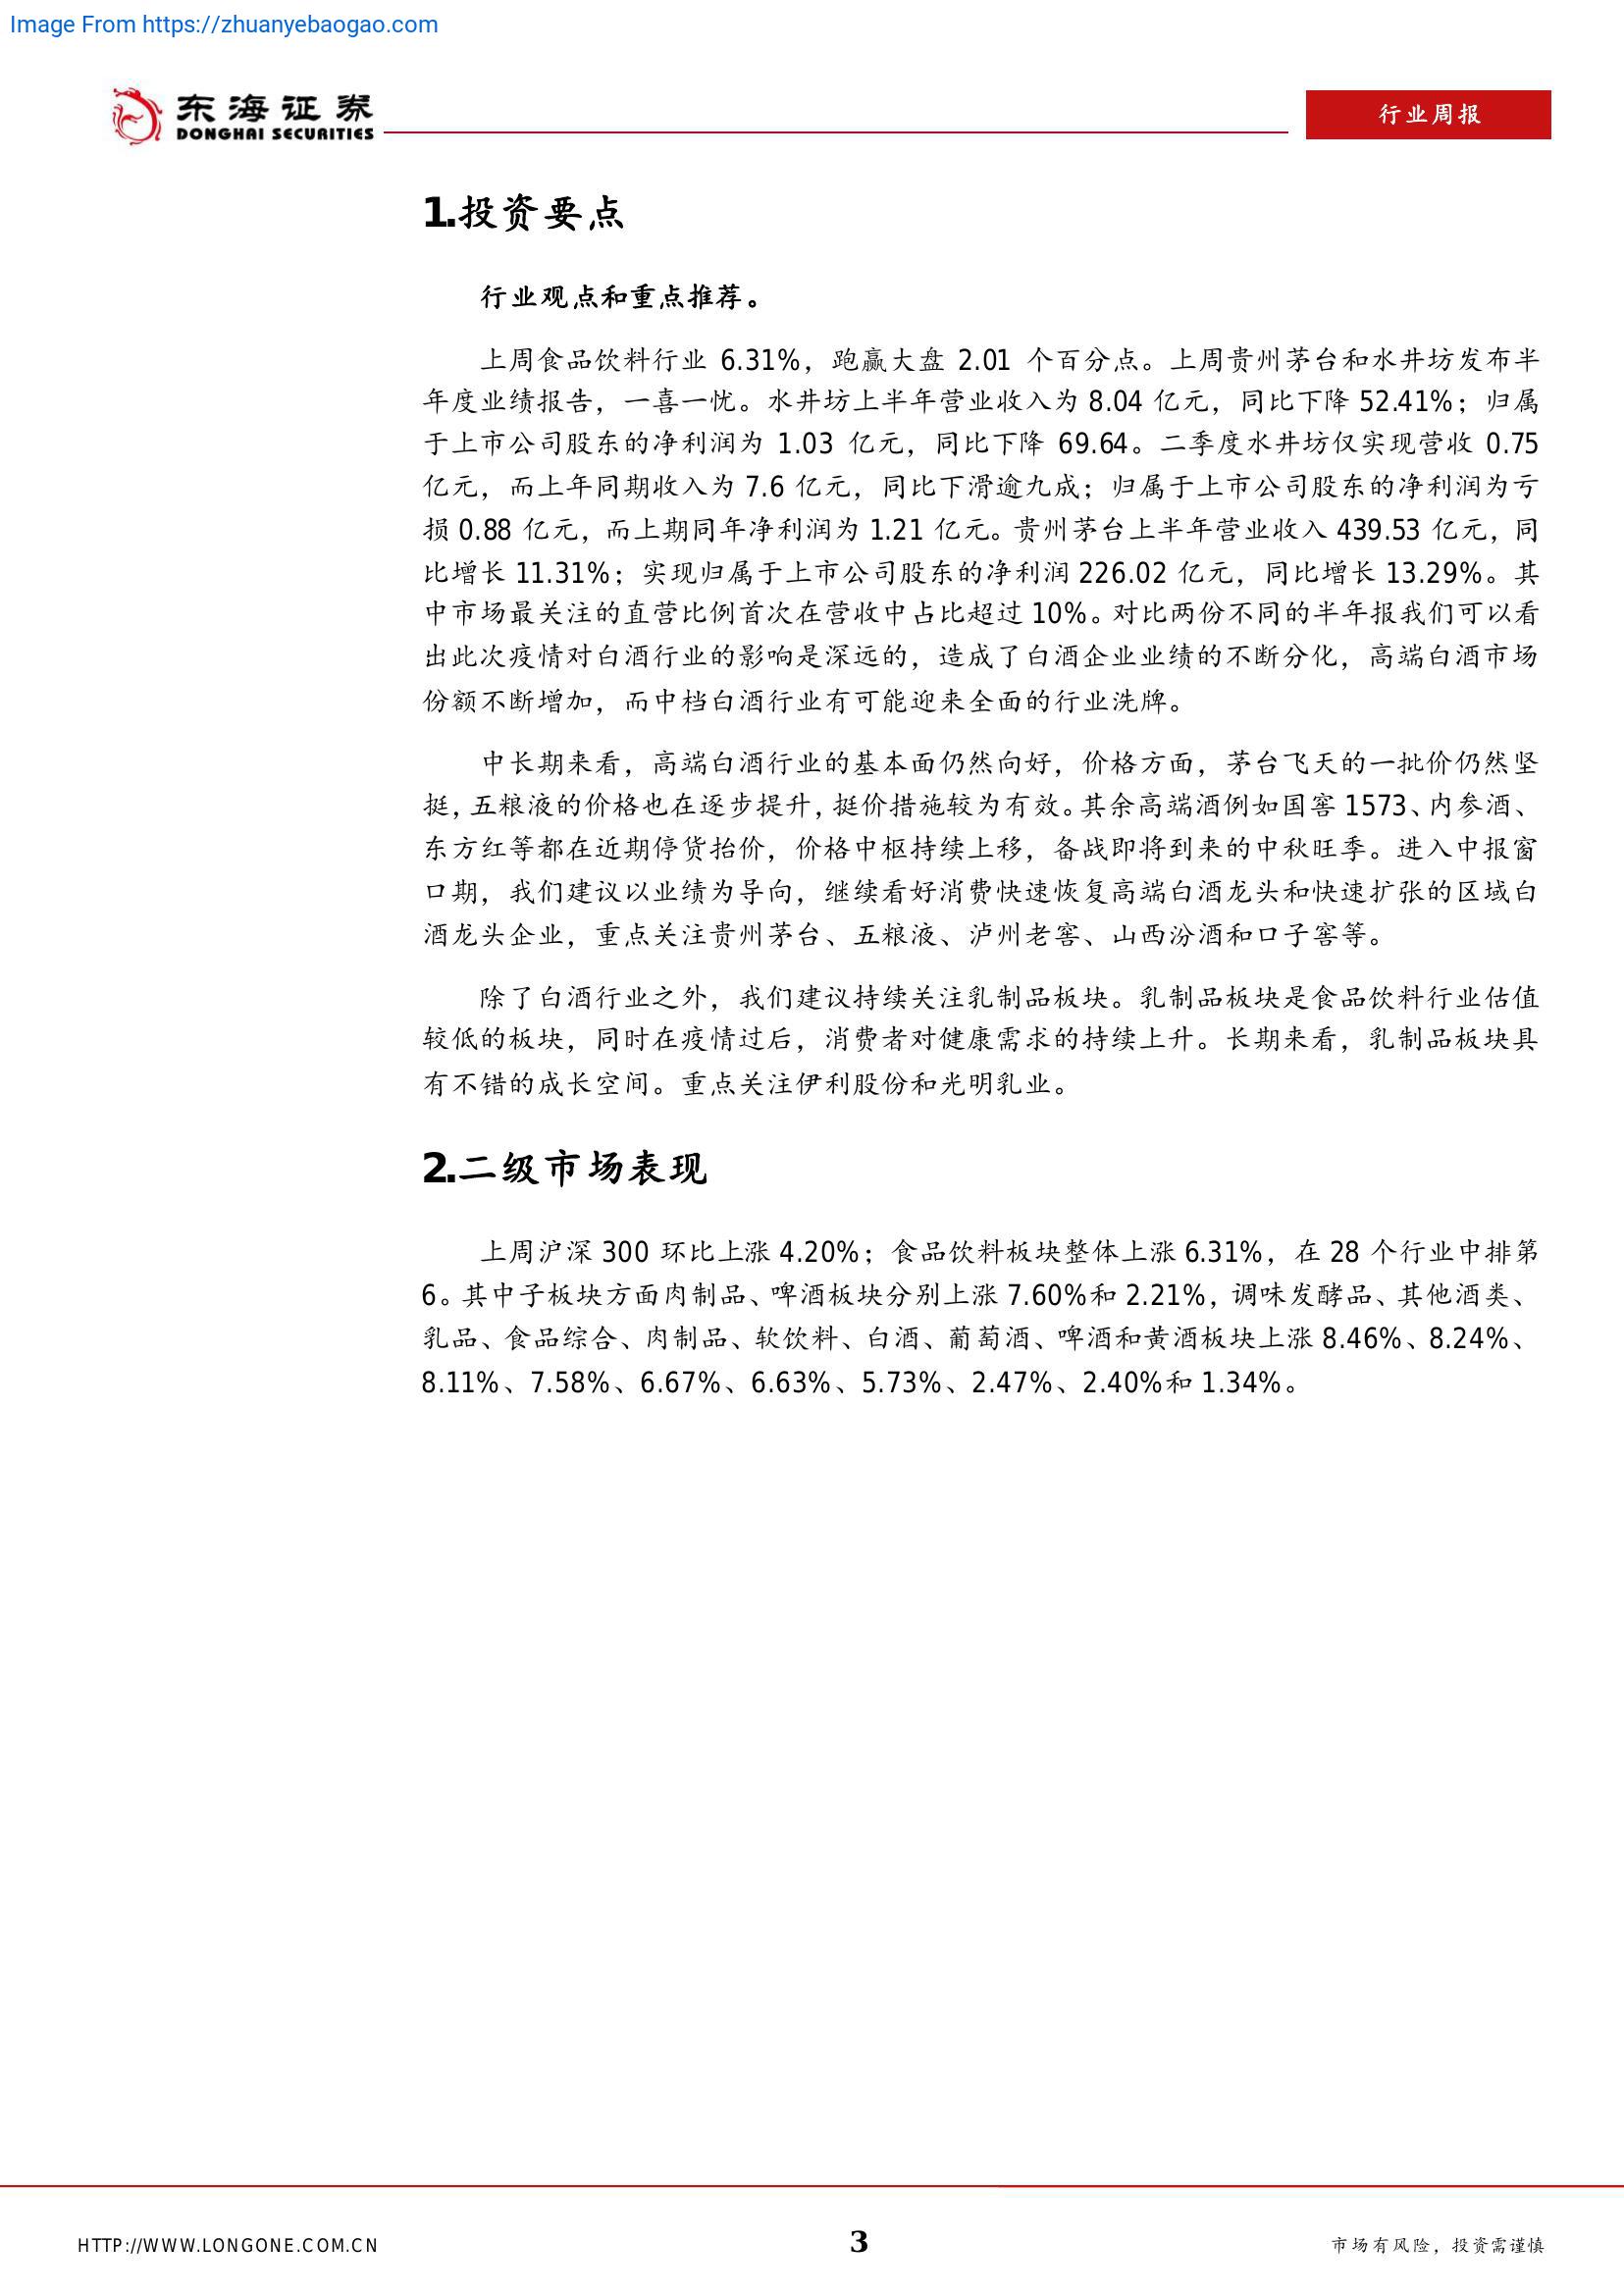 Image From https://zhuanyebaogao.com
东海证券
DONGHAI SECURITIES
行业周报
1.投资要点
行业观点和重点推荐。
上周食品饮料行业 6.31%，跑赢大盘 2.01 个百分点。上周贵州茅台和水井坊发布半
年度业绩报告，一喜一忧。水井坊上半年营业收入为 8.04 亿元，同比下降 52.41%；归属
于上市公司股东的净利润为 1.03 亿元，同比下降 69.64。二季度水井坊仅实现营收 0.75
亿元，而上年同期收入为 7.6 亿元，同比下滑逾九成；归属于上市公司股东的净利润为亏
损 0.88 亿元，而上期同年净利润为 1.21 亿元。贵州茅台上半年营业收入 439.53 亿元，同
比增长 11.31%；实现归属于上市公司股东的净利润 226.02 亿元，同比增长 13.29%。其
中市场最关注的直营比例首次在营收中占比超过 10%。对比两份不同的半年报我们可以看
出此次疫情对白酒行业的影响是深远的，造成了白酒企业业绩的不断分化，高端白酒市场
份额不断增加，而中档白酒行业有可能迎来全面的行业洗牌。
中长期来看，高端白酒行业的基本面仍然向好，价格方面，茅台飞天的一批价仍然坚
挺，五粮液的价格也在逐步提升，挺价措施较为有效。其余高端酒例如国窖 1573、内参酒、
东方红等都在近期停货抬价，价格中枢持续上移，备战即将到来的中秋旺季。进入中报窗
口期，我们建议以业绩为导向，继续看好消费快速恢复高端白酒龙头和快速扩张的区域白
酒龙头企业，重点关注贵州茅台、五粮液、泸州老窖、山西汾酒和口子窖等。
除了白酒行业之外，我们建议持续关注乳制品板块。乳制品板块是食品饮料行业估值
较低的板块，同时在疫情过后，消费者对健康需求的持续上升。长期来看，乳制品板块具
有不错的成长空间。重点关注伊利股份和光明乳业。
2.二级市场表现
上周沪深 300 环比上涨 4.20%；食品饮料板块整体上涨 6.31%，在 28 个行业中排第
6。其中子板块方面肉制品、啤酒板块分别上涨 7.60%和 2.21%，调味发酵品、其他酒类、
乳品、食品综合、肉制品、软饮料、白酒、葡萄酒、啤酒和黄酒板块上涨 8.46%、8.24%、
8.11%、7.58%、6.67%、6.63%、5.73%、2.47%、2.40%和 1.34%。
HTTP://WWW.LONGONE.COM.CN
3
市场有风险，投资需谨慎